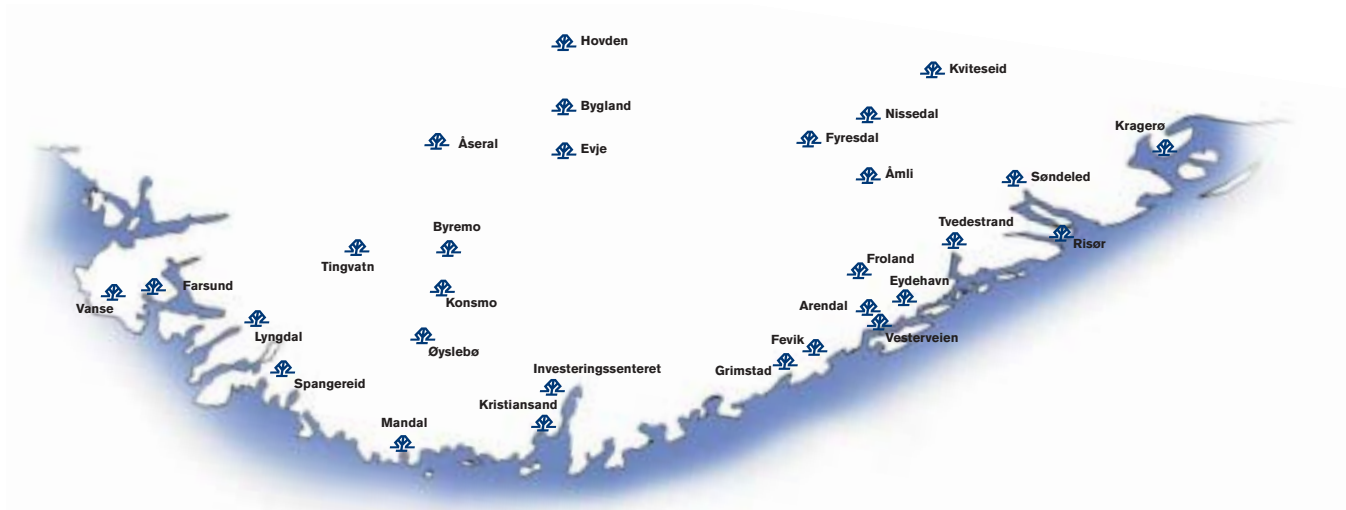 Hovden
Kviteseid
Bygland
Nissedal
Kragerø
Fyresdal
Åseral
Evje
Åmli
Søndeled
Tvedestrand
Byremo
Risør
Froland
Tingvatn
Eydehavn
Farsund
Konsmo
Vanse
Arendal
Lyngdal
Vesterveien
Fevik
Øyslebø
Investeringssenteret
Grimstad
Spangereid
Kristiansand
Mandal